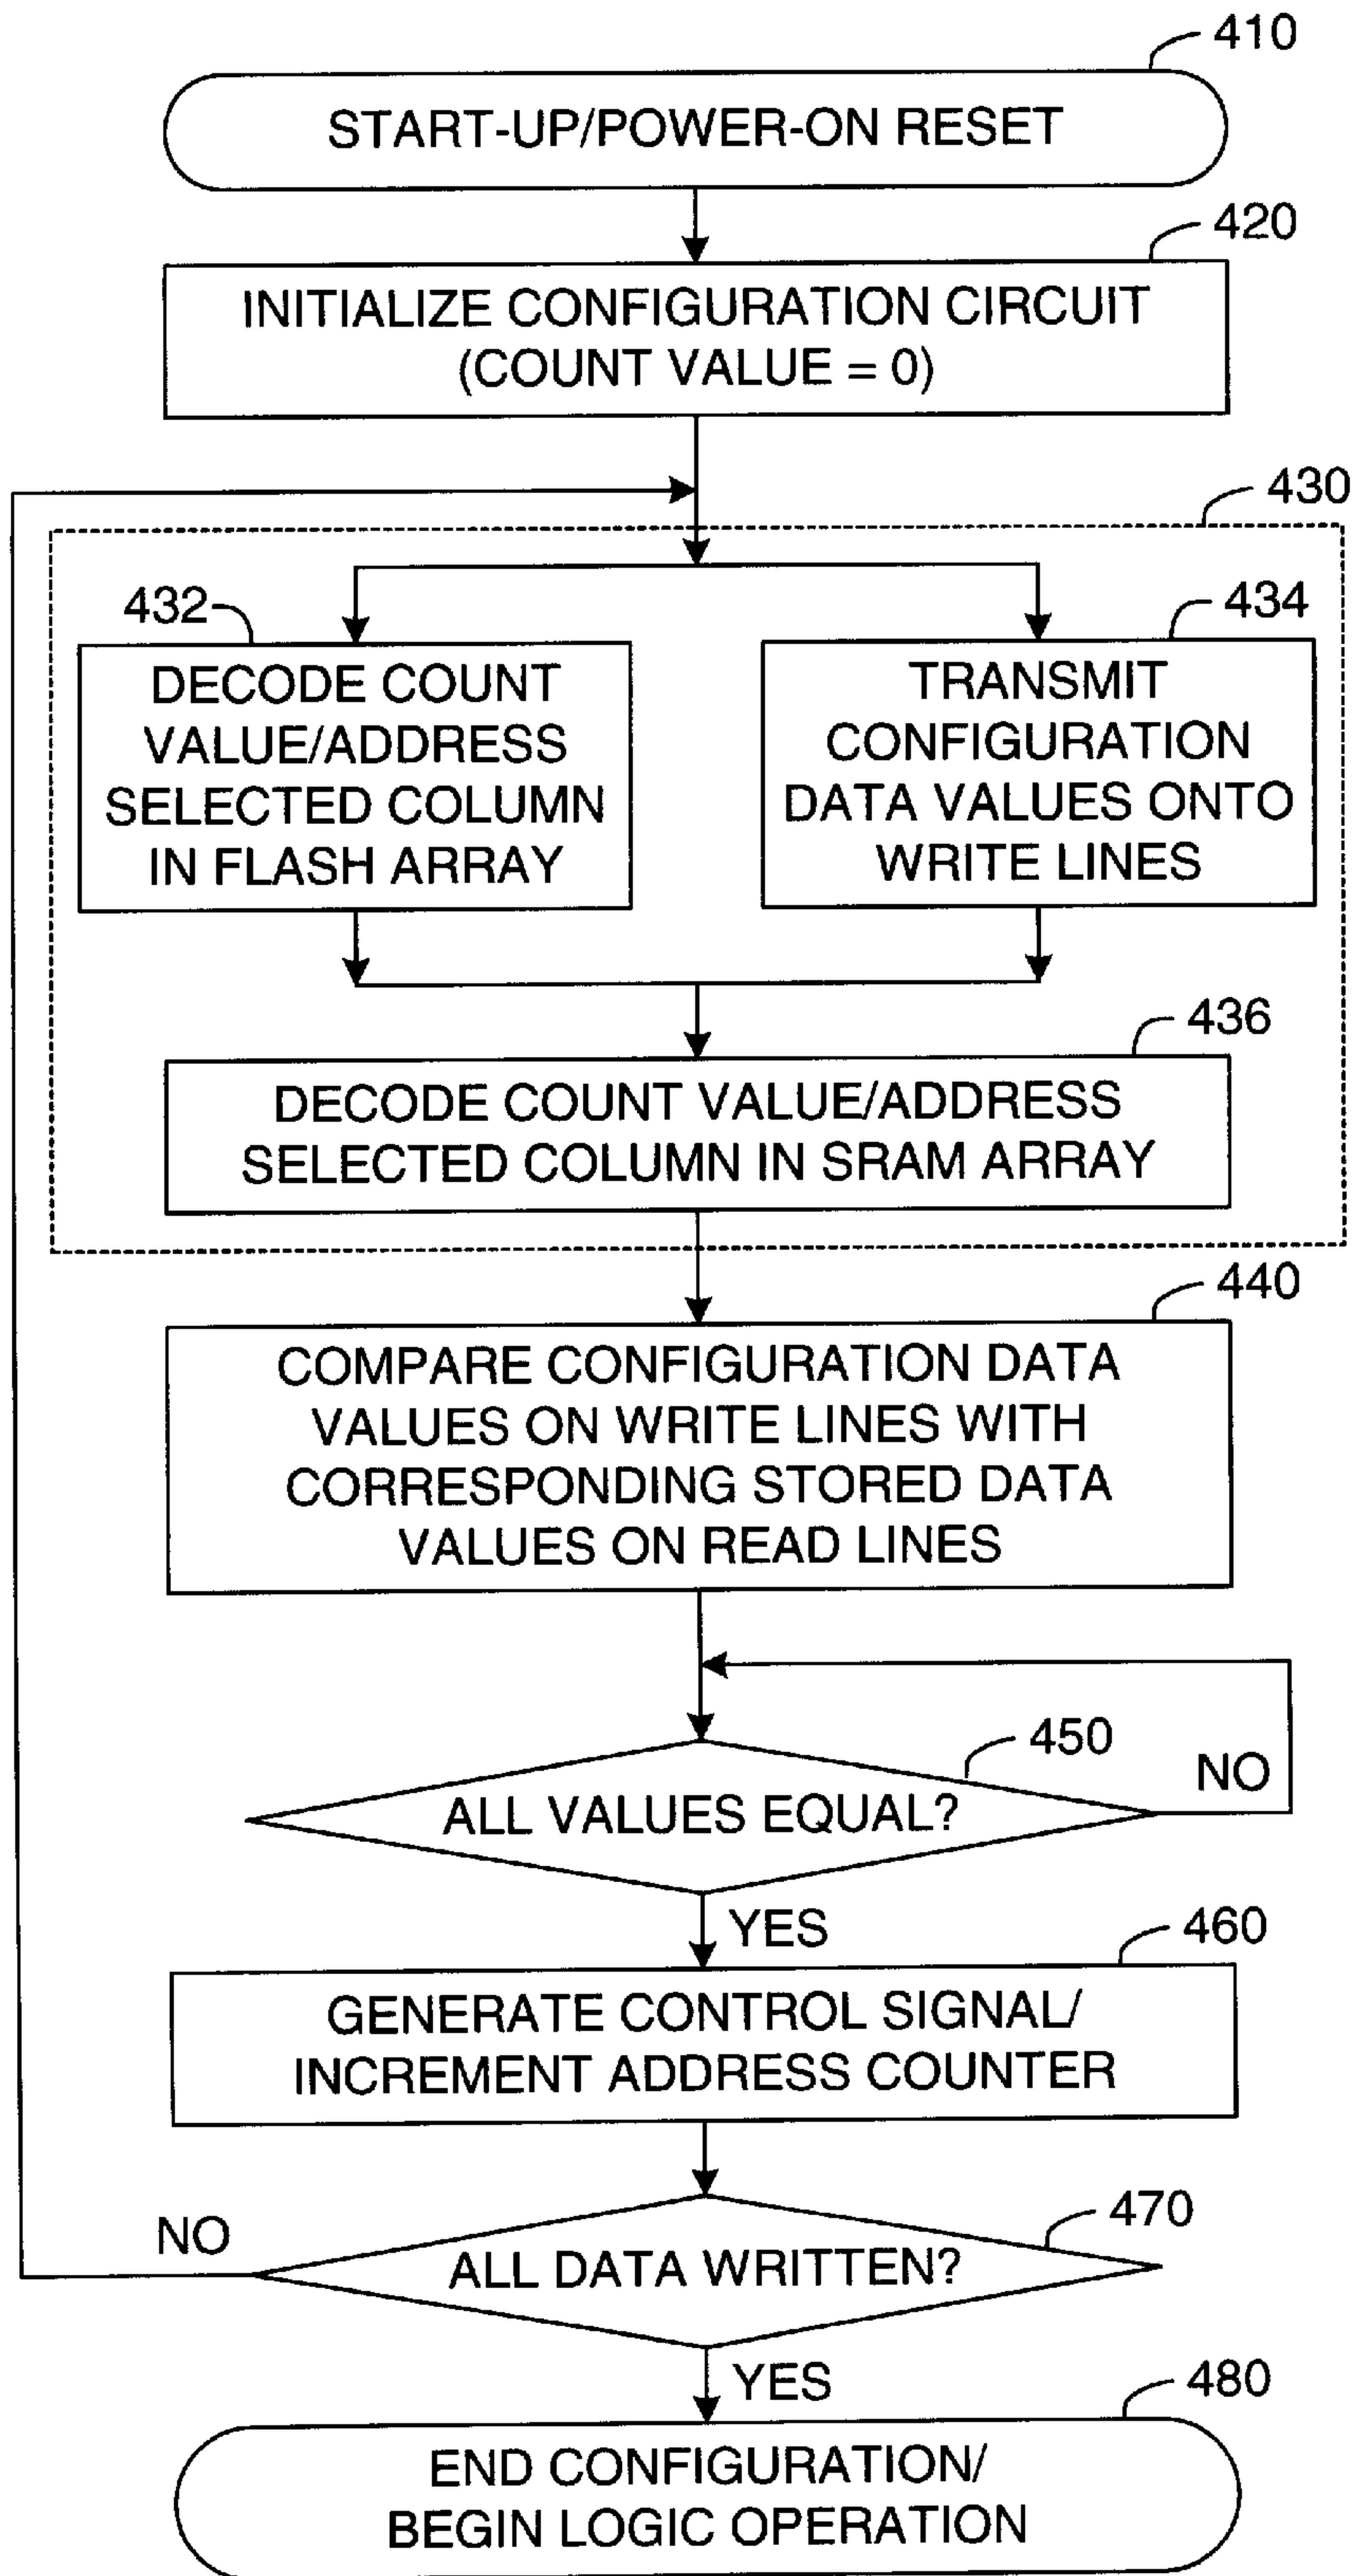 410
START-UP/POWER-ON RESET
420
INITIALIZE CONFIGURATION CIRCUIT
(COUNT VALUE = 0)
430
432
DECODE COUNT
VALUE/ADDRESS
SELECTED COLUMN
IN FLASH ARRAY
434
TRANSMIT
CONFIGURATION
DATA VALUES ONTO
WRITE LINES
436
DECODE COUNT VALUE/ADDRESS
SELECTED COLUMN IN SRAM ARRAY
440
COMPARE CONFIGURATION DATA
VALUES ON WRITE LINES WITH
CORRESPONDING STORED DATA
VALUES ON READ LINES
450
NO
ALL VALUES EQUAL?
YES
460
GENERATE CONTROL SIGNAL/
INCREMENT ADDRESS COUNTER
470
NO
ALL DATA WRITTEN?
YES
480
END CONFIGURATION/
BEGIN LOGIC OPERATION